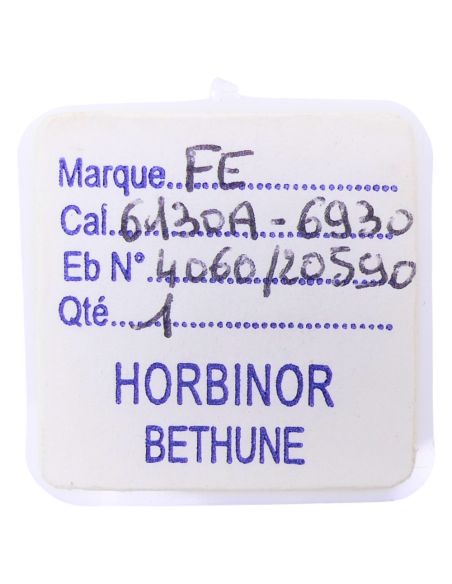 Marque..FE..........................
Cal.6130A-6930
Eb N°.4060/20590
Qté.....1..............................
HORBINOR
BETHUNE